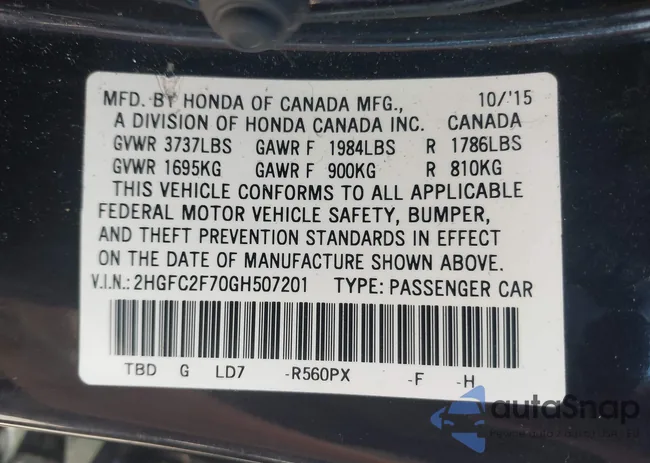 MFD. BY HONDA OF CANADA MFG., 10/'15
A DIVISION OF HONDA CANADA INC. CANADA
GVWR 3737LBS GAWR F 1984LBS R 1786LBS
GVWR 1695KG GAWR F 900KG R 810KG
THIS VEHICLE CONFORMS TO ALL APPLICABLE
FEDERAL MOTOR VEHICLE SAFETY, BUMPER,
AND THEFT PREVENTION STANDARDS IN EFFECT
ON THE DATE OF MANUFACTURE SHOWN ABOVE.
V.I.N.: 2HGFC2F70GH507201 TYPE: PASSENGER CAR
TBD G LD7 -R560PX -F -H
autoSnap